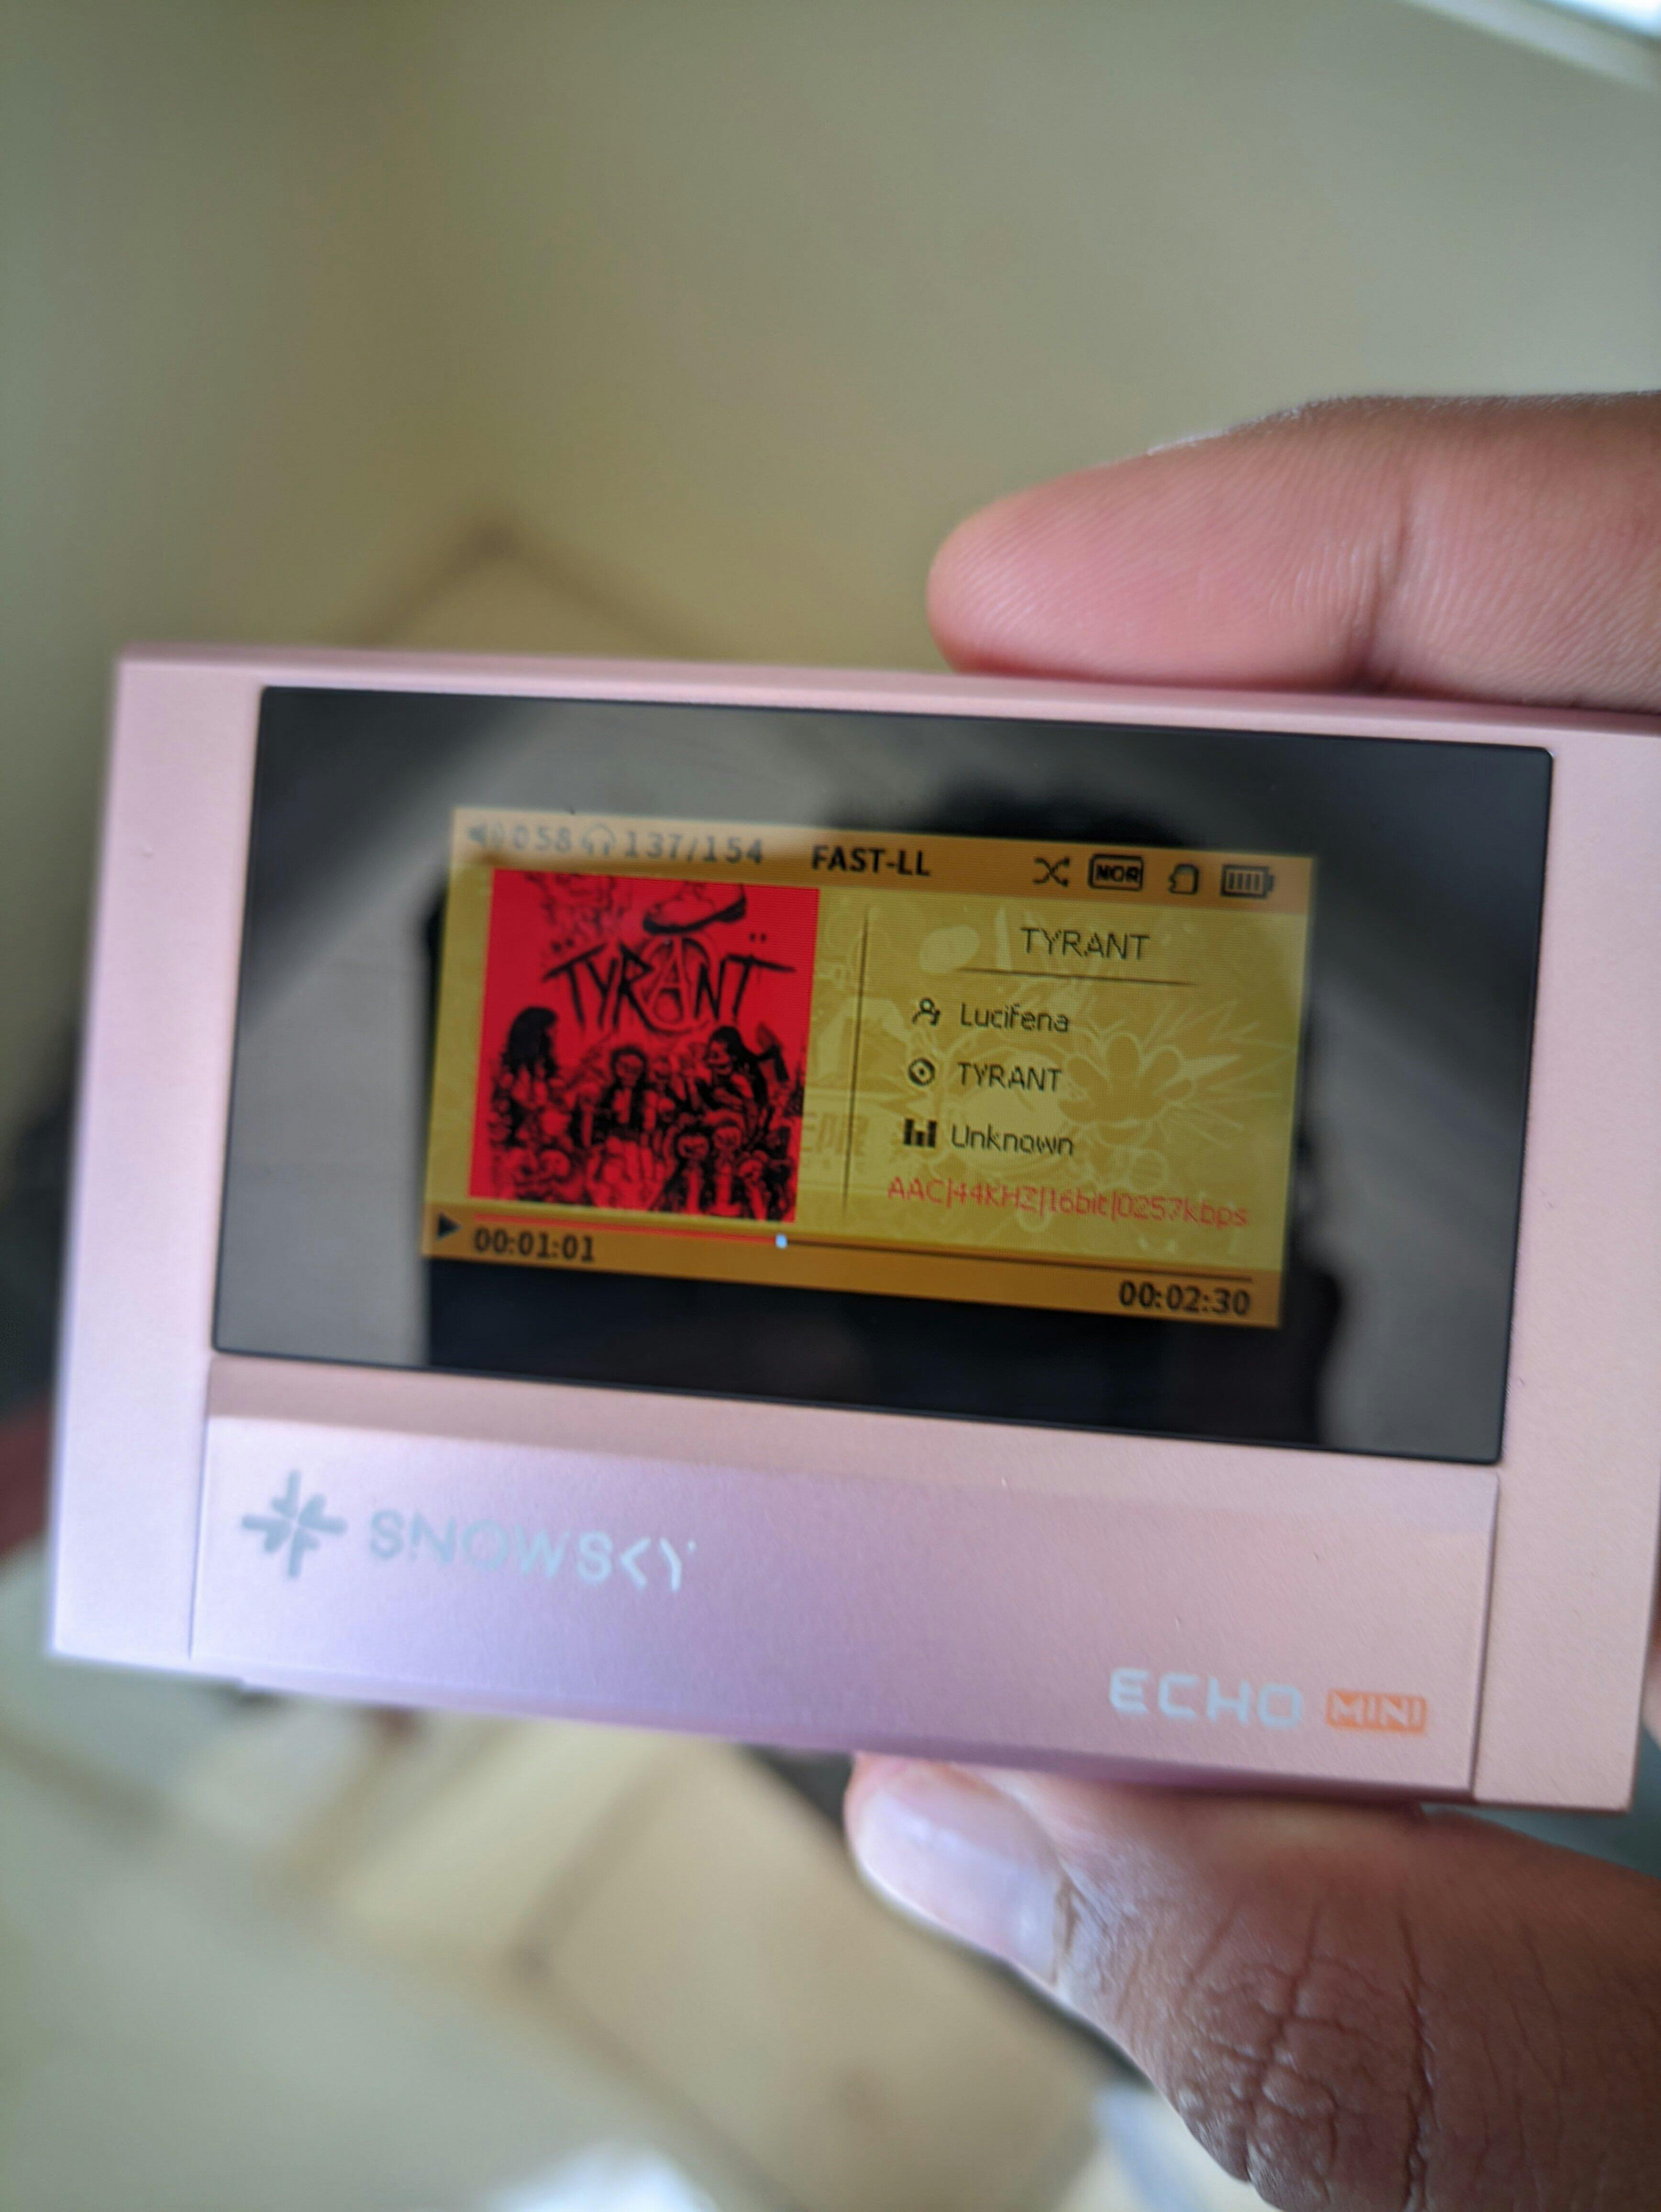 058 137/154 FAST-LL NOR
TYRANT
TYRANT
Lucifena
TYRANT
Unknown
AAC|44KHZ|16bit|0257kbps
00:01:01
00:02:30
SNOWSKY
ECHO MINI